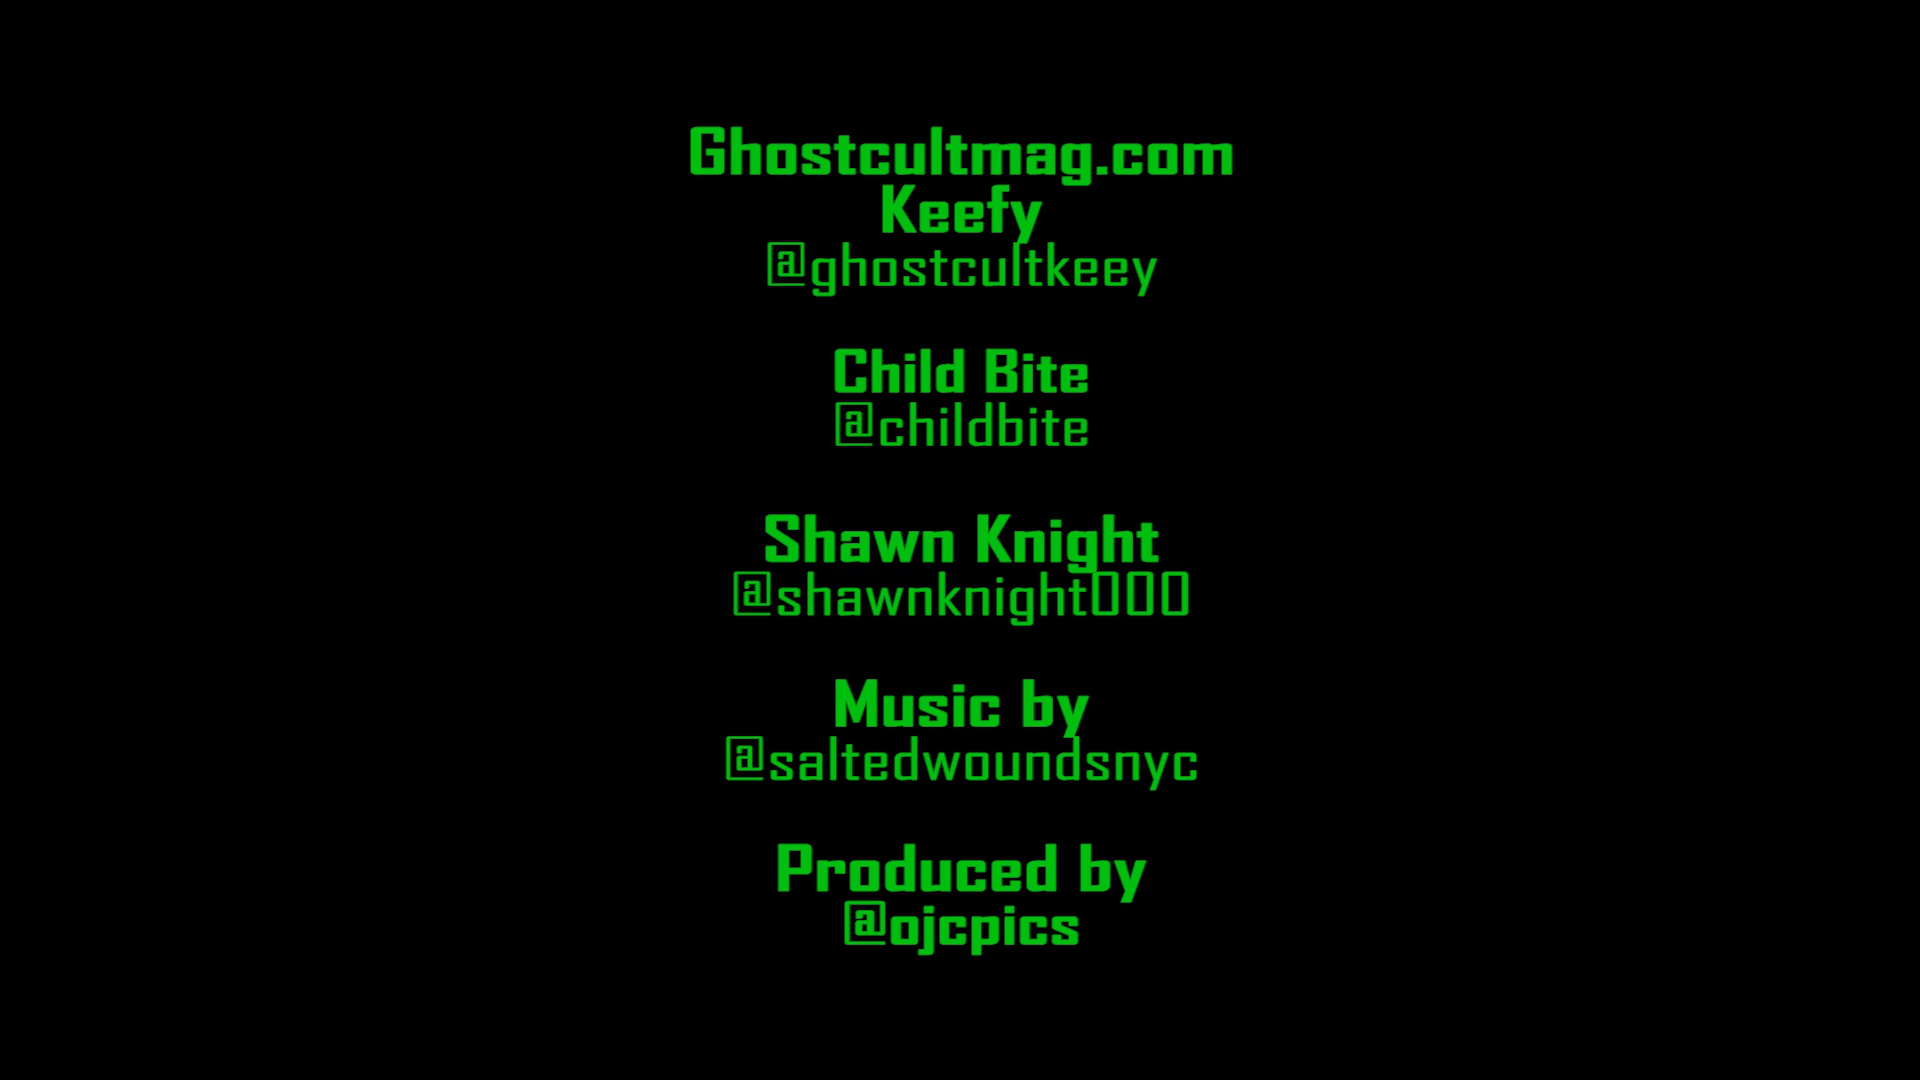 Ghostcultmag.com
Keefy
@ghostcultkeey
Child Bite
@childbite
Shawn Knight
@shawnknight000
Music by
@saltedwoundsnyc
Produced by
@ojcpics